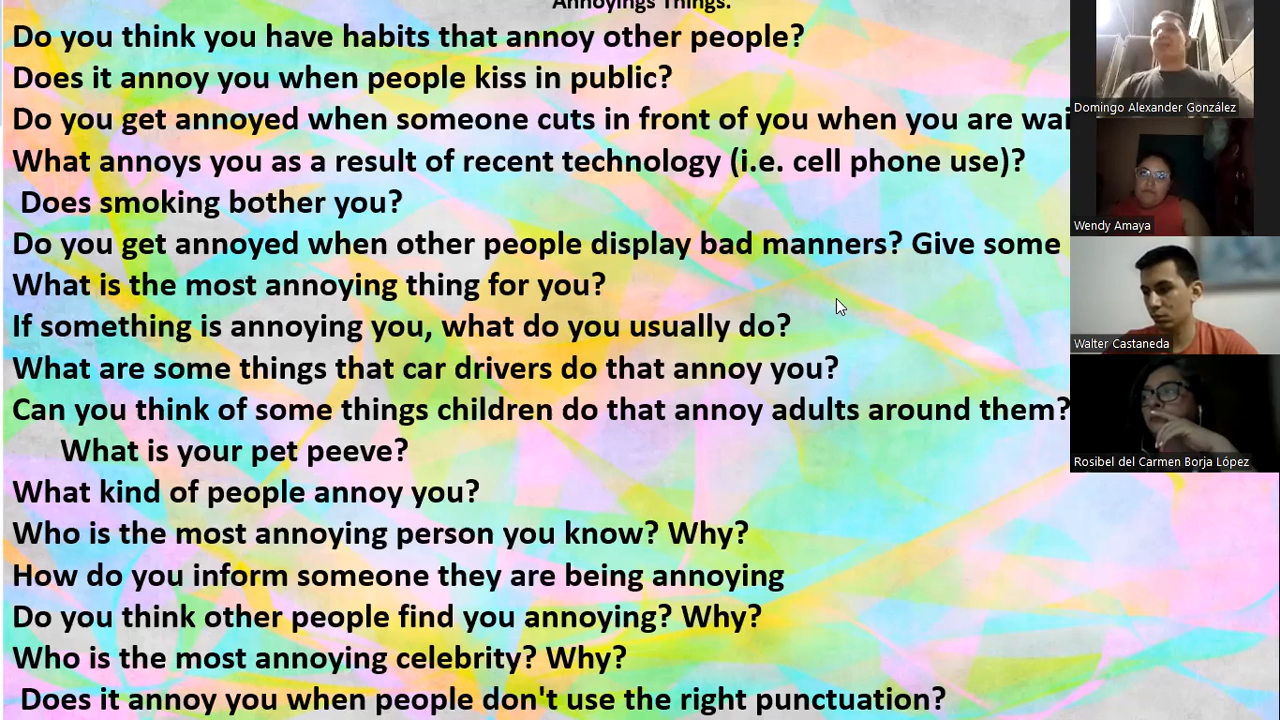 Annoyings Things.
Do you think you have habits that annoy other people?
Does it annoy you when people kiss in public?
Do you get annoyed when someone cuts in front of you when you are wai
What annoys you as a result of recent technology (i.e. cell phone use)?
Does smoking bother you?
Do you get annoyed when other people display bad manners? Give some
What is the most annoying thing for you?
If something is annoying you, what do you usually do?
What are some things that car drivers do that annoy you?
Can you think of some things children do that annoy adults around them?
What is your pet peeve?
What kind of people annoy you?
Who is the most annoying person you know? Why?
How do you inform someone they are being annoying
Do you think other people find you annoying? Why?
Who is the most annoying celebrity? Why?
Does it annoy you when people don't use the right punctuation?
Domingo Alexander González
Wendy Amaya
Walter Castaneda
Rosibel del Carmen Borja López